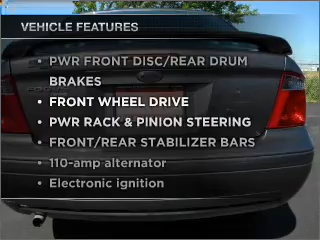 VEHICLE FEATURES
• PWR FRONT DISC/REAR DRUM
BRAKES
• FRONT WHEEL DRIVE
• PWR RACK & PINION STEERING
• FRONT/REAR STABILIZER BARS
• 110-amp alternator
• Electronic ignition